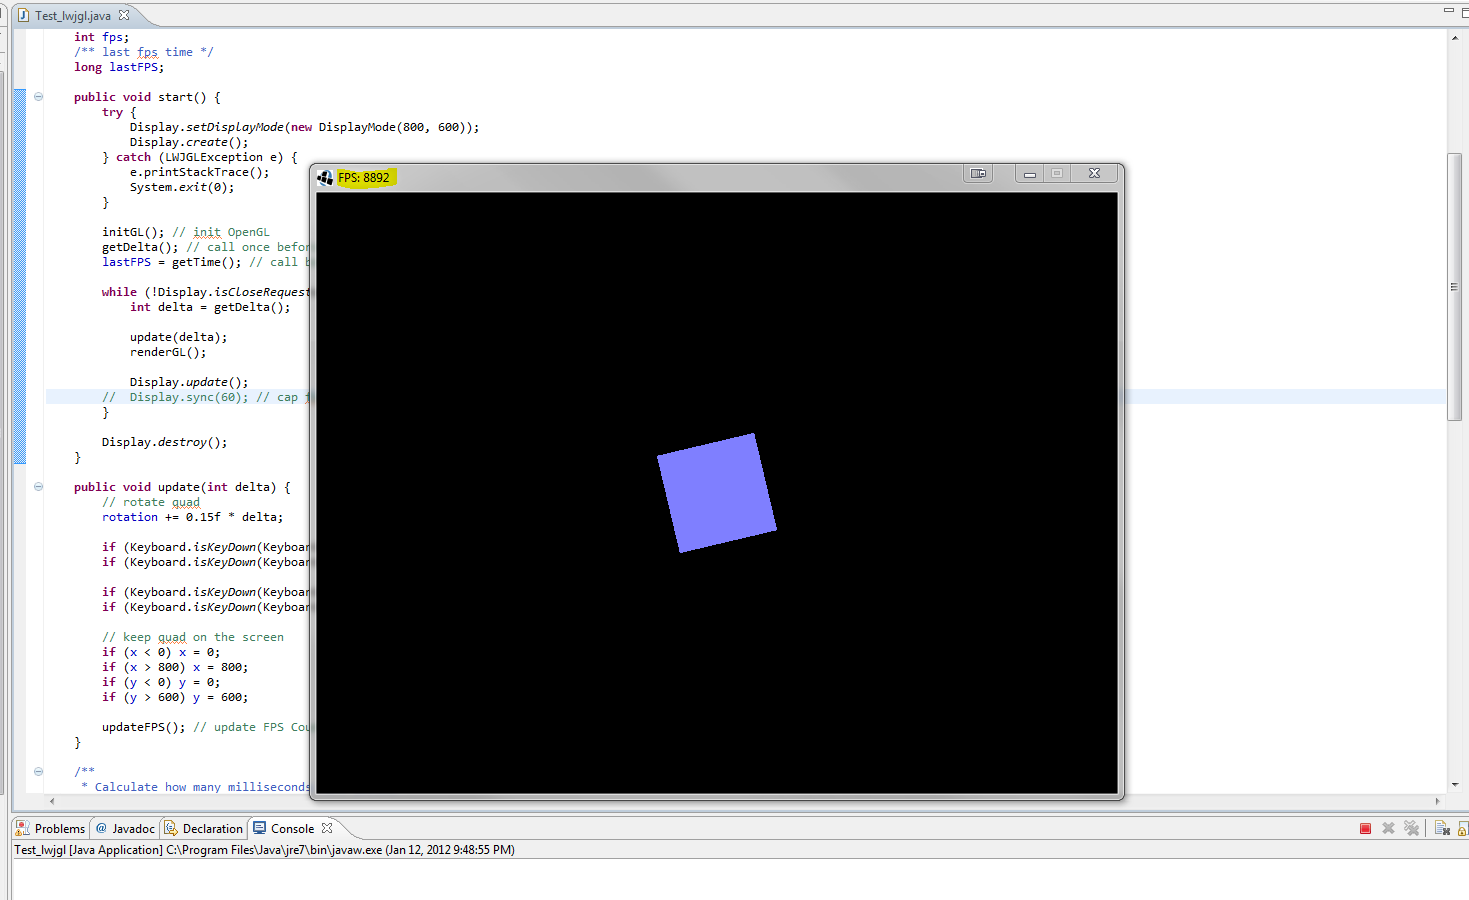 Test_lwjgl.java
int fps;
/** last fps time */
long lastFPS;
public void start() {
try {
Display.setDisplayMode(new DisplayMode(800, 600));
Display.create();
} catch (LWJGLException e) {
e.printStackTrace();
System.exit(0);
}
initGL(); // init OpenGL
getDelta(); // call once befor
lastFPS = getTime(); // call b
while (!Display.isCloseRequest
int delta = getDelta();
update(delta);
renderGL();
Display.update();
// Display.sync(60); // cap f
}
Display.destroy();
}
public void update(int delta) {
// rotate quad
rotation += 0.15f * delta;
if (Keyboard.isKeyDown(Keyboar
if (Keyboard.isKeyDown(Keyboar
if (Keyboard.isKeyDown(Keyboar
if (Keyboard.isKeyDown(Keyboar
// keep quad on the screen
if (x < 0) x = 0;
if (x > 800) x = 800;
if (y < 0) y = 0;
if (y > 600) y = 600;
updateFPS(); // update FPS Cou
}
/**
* Calculate how many milliseconds
FPS: 8892
Problems @ Javadoc Declaration Console
Test_lwjgl [Java Application] C:\Program Files\Java\jre7\bin\javaw.exe (Jan 12, 2012 9:48:55 PM)